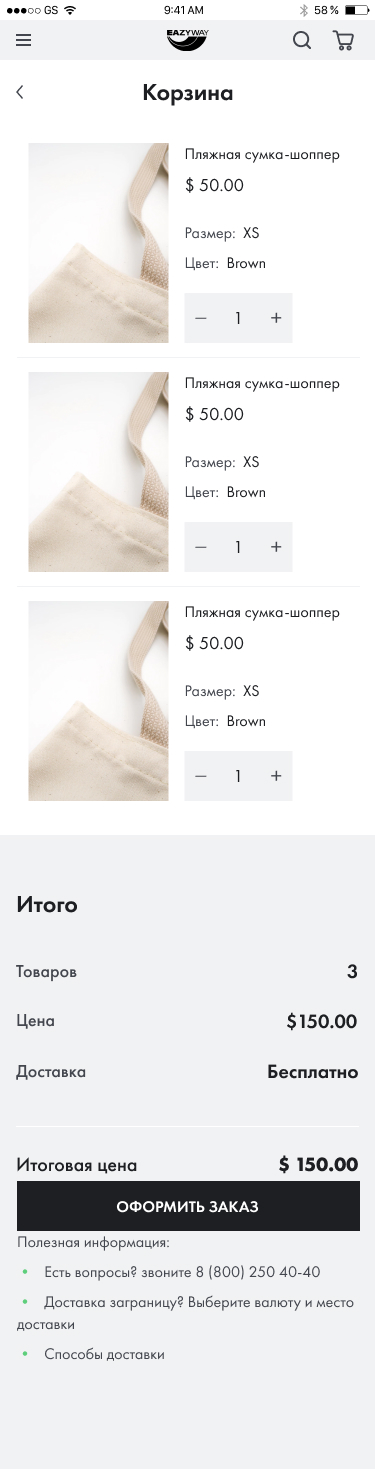 GS 9:41 AM 58 %
EAZYWAY
Корзина
Пляжная сумка-шоппер
$ 50.00
Размер: XS
Цвет: Brown
— 1 +
Пляжная сумка-шоппер
$ 50.00
Размер: XS
Цвет: Brown
— 1 +
Пляжная сумка-шоппер
$ 50.00
Размер: XS
Цвет: Brown
— 1 +
Итого
Товаров 3
Цена $150.00
Доставка Бесплатно
Итоговая цена $ 150.00
ОФОРМИТЬ ЗАКАЗ
Полезная информация:
• Есть вопросы? звоните 8 (800) 250 40-40
• Доставка заграницу? Выберите валюту и место
доставки
• Способы доставки